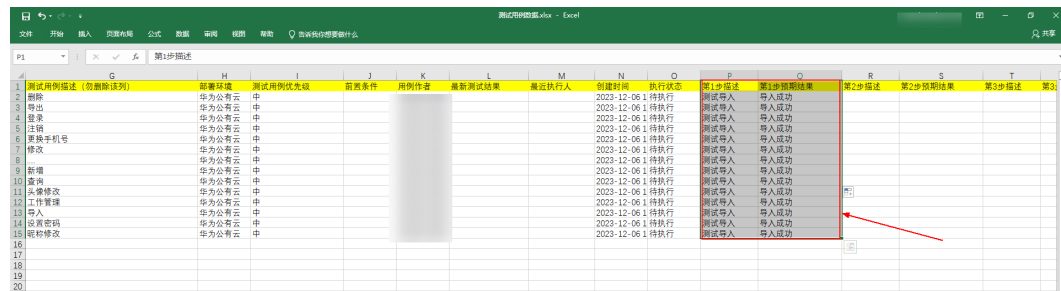 测试用例数据.xlsx - Excel
文件 开始 插入 页面布局 公式 数据 审阅 视图 帮助 告诉我你想要做什么 共享
P1 fx 第1步描述
G H I J K L M N O P Q R S T
1 测试用例描述（勿删除该列） 部署环境 测试用例优先级 前置条件 用例作者 最新测试结果 最近执行人 创建时间 执行状态 第1步描述 第1步预期结果 第2步描述 第2步预期结果 第3步描述 第3
2 删除 华为公有云 中 2023-12-06 1 待执行 测试导入 导入成功
3 导出 华为公有云 中 2023-12-06 1 待执行 测试导入 导入成功
4 登录 华为公有云 中 2023-12-06 1 待执行 测试导入 导入成功
5 注销 华为公有云 中 2023-12-06 1 待执行 测试导入 导入成功
6 更换手机号 华为公有云 中 2023-12-06 1 待执行 测试导入 导入成功
7 修改 华为公有云 中 2023-12-06 1 待执行 测试导入 导入成功
8 ... 华为公有云 中 2023-12-06 1 待执行 测试导入 导入成功
9 新增 华为公有云 中 2023-12-06 1 待执行 测试导入 导入成功
10 查询 华为公有云 中 2023-12-06 1 待执行 测试导入 导入成功
11 头像修改 华为公有云 中 2023-12-06 1 待执行 测试导入 导入成功
12 工作管理 华为公有云 中 2023-12-06 1 待执行 测试导入 导入成功
13 导入 华为公有云 中 2023-12-06 1 待执行 测试导入 导入成功
14 设置密码 华为公有云 中 2023-12-06 1 待执行 测试导入 导入成功
15 昵称修改 华为公有云 中 2023-12-06 1 待执行 测试导入 导入成功
16
17
18
19
20